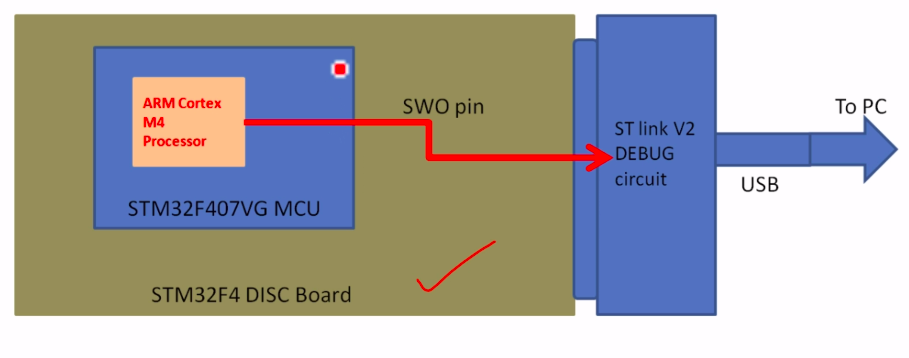 ARM Cortex
M4
Processor
STM32F407VG MCU
STM32F4 DISC Board
SWO pin
ST link V2
DEBUG
circuit
USB
To PC